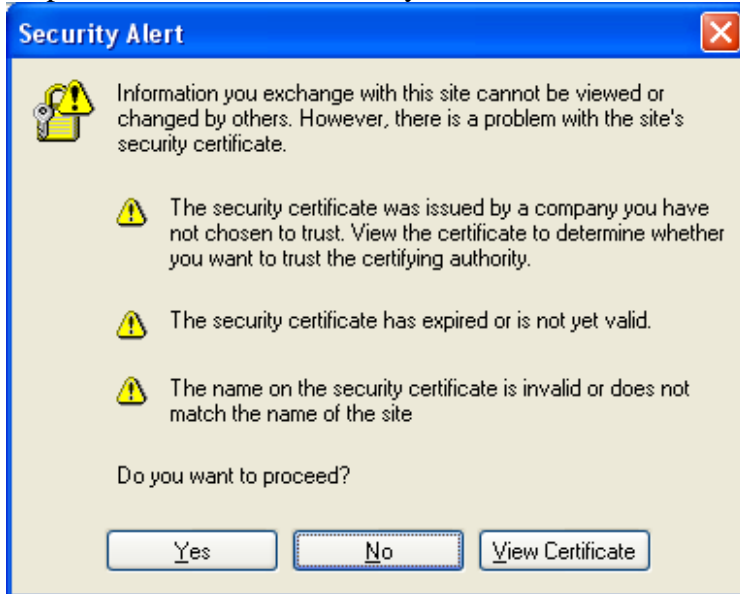 Security Alert
Information you exchange with this site cannot be viewed or
changed by others. However, there is a problem with the site's
security certificate.
The security certificate was issued by a company you have
not chosen to trust. View the certificate to determine whether
you want to trust the certifying authority.
The security certificate has expired or is not yet valid.
The name on the security certificate is invalid or does not
match the name of the site
Do you want to proceed?
Yes No View Certificate